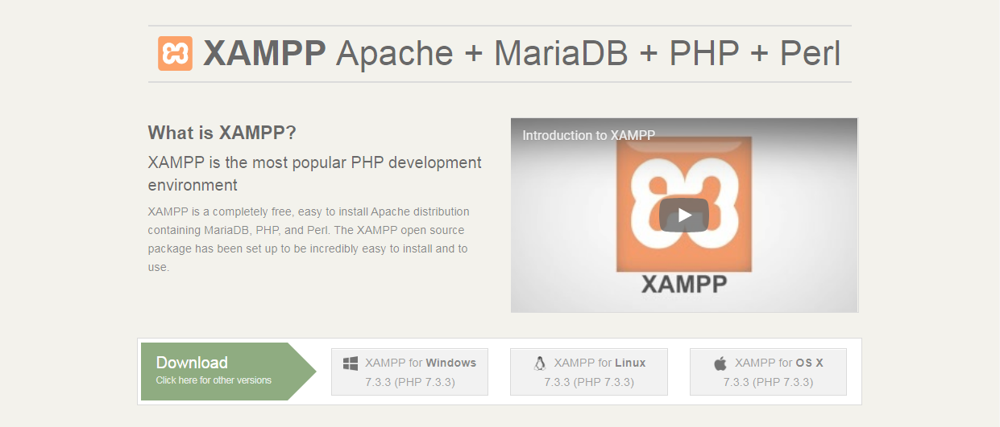 XAMPP Apache + MariaDB + PHP + Perl
What is XAMPP?
XAMPP is the most popular PHP development
environment
XAMPP is a completely free, easy to install Apache distribution
containing MariaDB, PHP, and Perl. The XAMPP open source
package has been set up to be incredibly easy to install and to
use.
Introduction to XAMPP
XAMPP
Download
Click here for other versions
XAMPP for Windows
7.3.3 (PHP 7.3.3)
XAMPP for Linux
7.3.3 (PHP 7.3.3)
XAMPP for OS X
7.3.3 (PHP 7.3.3)